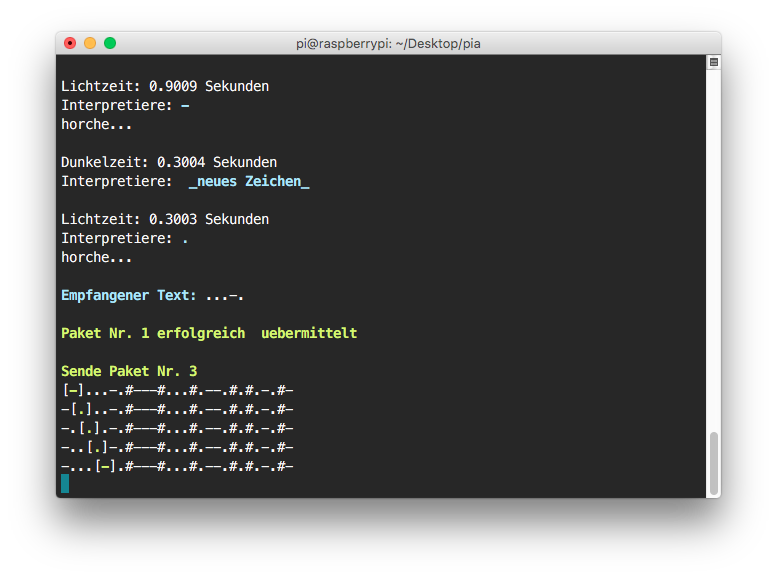 pi@raspberrypi: ~/Desktop/pia
Lichtzeit: 0.9009 Sekunden
Interpretiere: -
horche...
Dunkelzeit: 0.3004 Sekunden
Interpretiere:  _neues Zeichen_
Lichtzeit: 0.3003 Sekunden
Interpretiere: .
horche...
Empfangener Text: ...-.
Paket Nr. 1 erfolgreich  uebermittelt
Sende Paket Nr. 3
[-]...-.#---#...#.--.#.#.-.#-
-[.]..-.#---#...#.--.#.#.-.#-
-.[.].-.#---#...#.--.#.#.-.#-
-..[.]-.#---#...#.--.#.#.-.#-
-...[-].#---#...#.--.#.#.-.#-